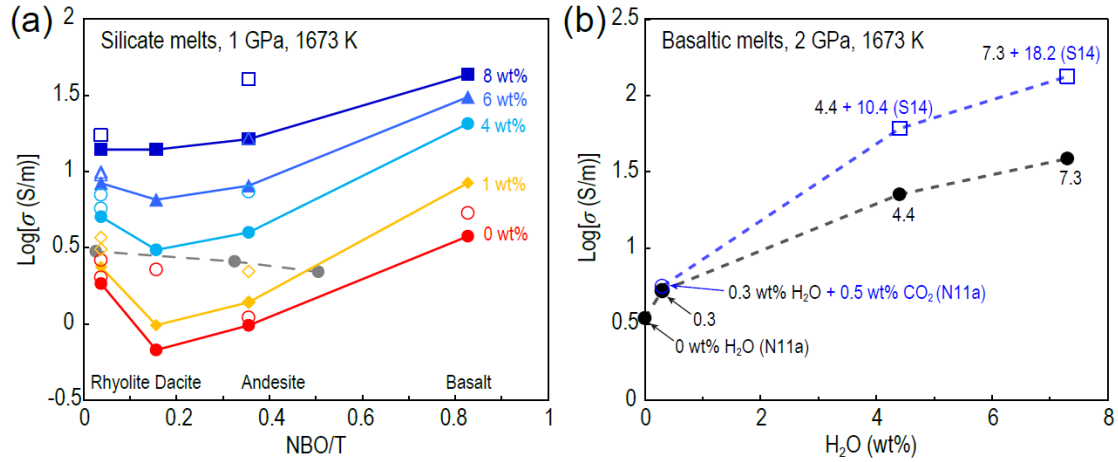 (a)
Silicate melts, 1 GPa, 1673 K
Log[σ (S/m)]
2
1.5
1
0.5
0
-0.5
8 wt%
6 wt%
4 wt%
1 wt%
0 wt%
Rhyolite Dacite Andesite Basalt
0 0.2 0.4 0.6 0.8 1
NBO/T
(b)
Basaltic melts, 2 GPa, 1673 K
Log[σ (S/m)]
2.5
2
1.5
1
0.5
0
7.3 + 18.2 (S14)
4.4 + 10.4 (S14)
7.3
4.4
0.3 wt% H₂O + 0.5 wt% CO₂ (N11a)
0.3
0 wt% H₂O (N11a)
0 2 4 6 8
H₂O (wt%)